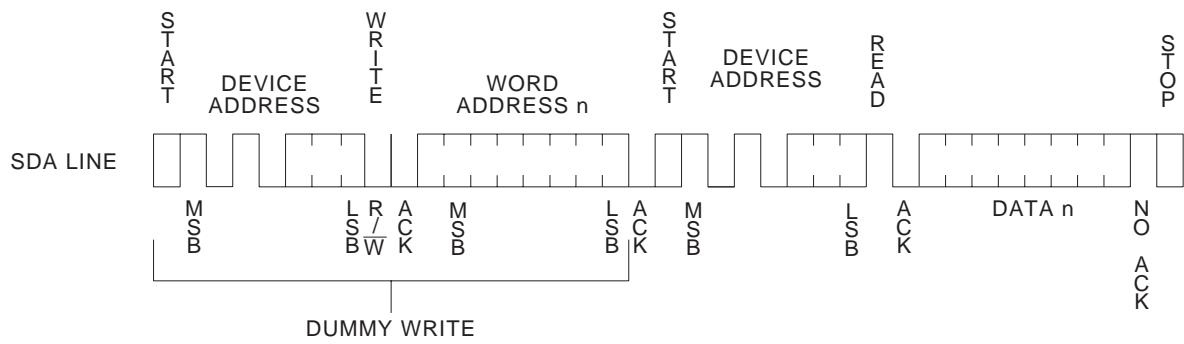 START
DEVICE
ADDRESS
WRITE
WORD
ADDRESS n
START
DEVICE
ADDRESS
READ
STOP
SDA LINE
MSB
LSB
R/W
ACK
MSB
LSB
ACK
MSB
LSB
ACK
DATA n
NO ACK
DUMMY WRITE